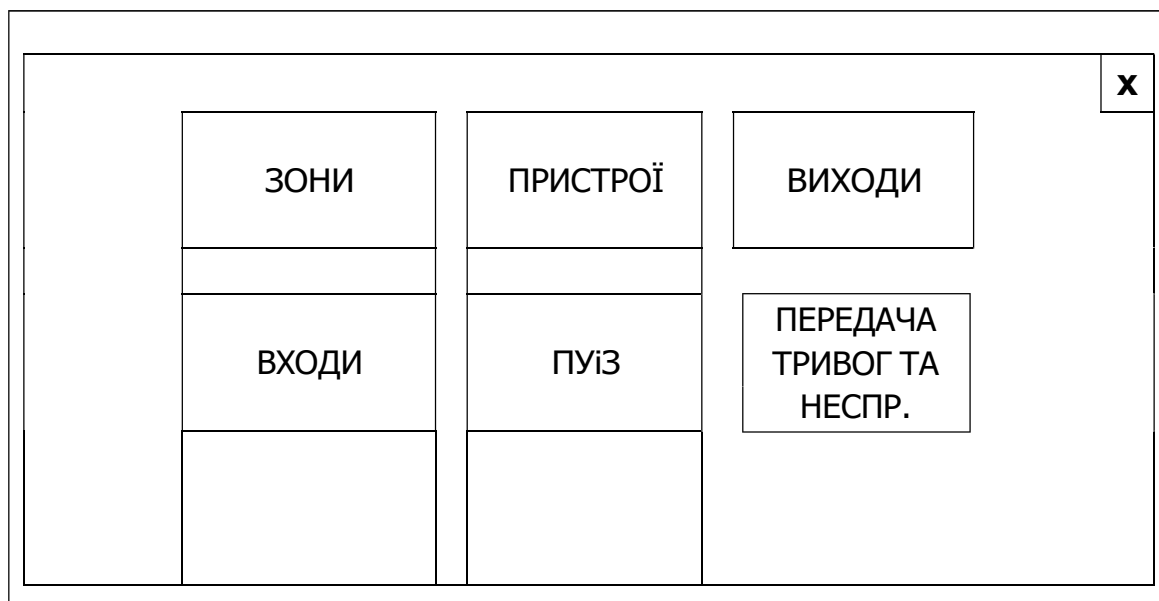 X
ЗОНИ
ПРИСТРОЇ
ВИХОДИ
ВХОДИ
ПУіЗ
ПЕРЕДАЧА
ТРИВОГ ТА
НЕСПР.